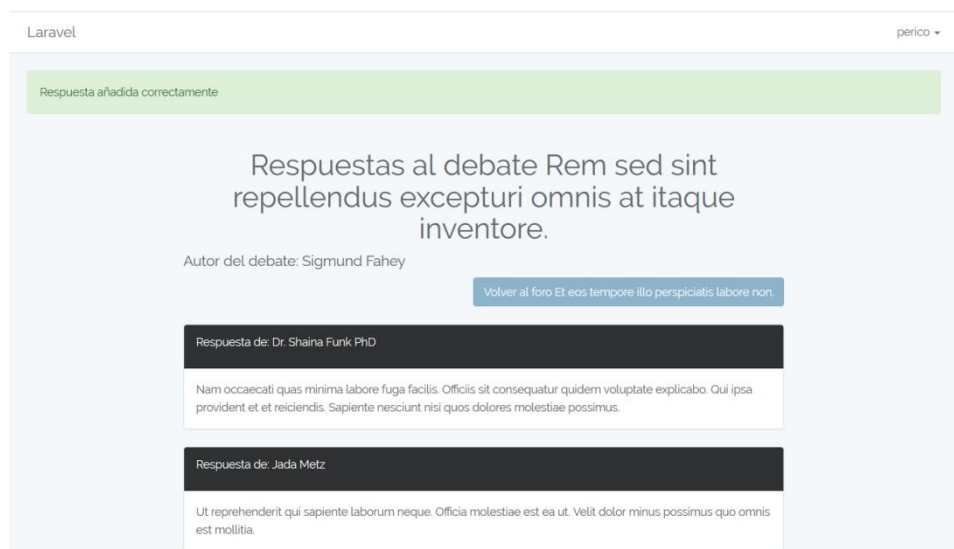 Laravel
perico
Respuesta añadida correctamente
Respuestas al debate Rem sed sint
repellendus excepturi omnis at itaque
inventore.
Autor del debate: Sigmund Fahey
Volver al foro Et eos tempore illo perspiciatis labore non.
Respuesta de: Dr. Shaina Funk PhD
Nam occaecati quas minima labore fuga facilis. Officiis sit consequatur quidem voluptate explicabo. Qui ipsa
provident et et reiciendis. Sapiente nesciunt nisi quos dolores molestiae possimus.
Respuesta de: Jada Metz
Ut reprehenderit qui sapiente laborum neque. Officia molestiae est ea ut. Velit dolor minus possimus quo omnis
est mollitia.